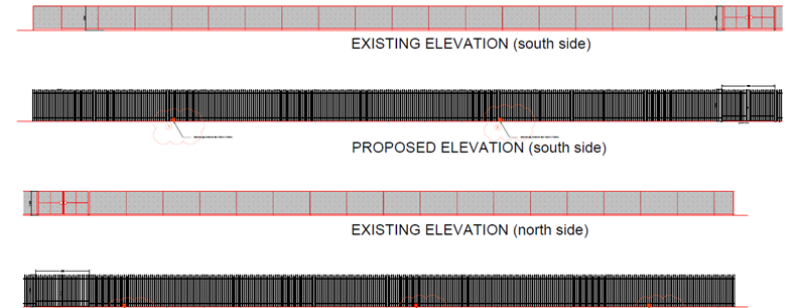 EXISTING ELEVATION (south side)
PROPOSED ELEVATION (south side)
EXISTING ELEVATION (north side)